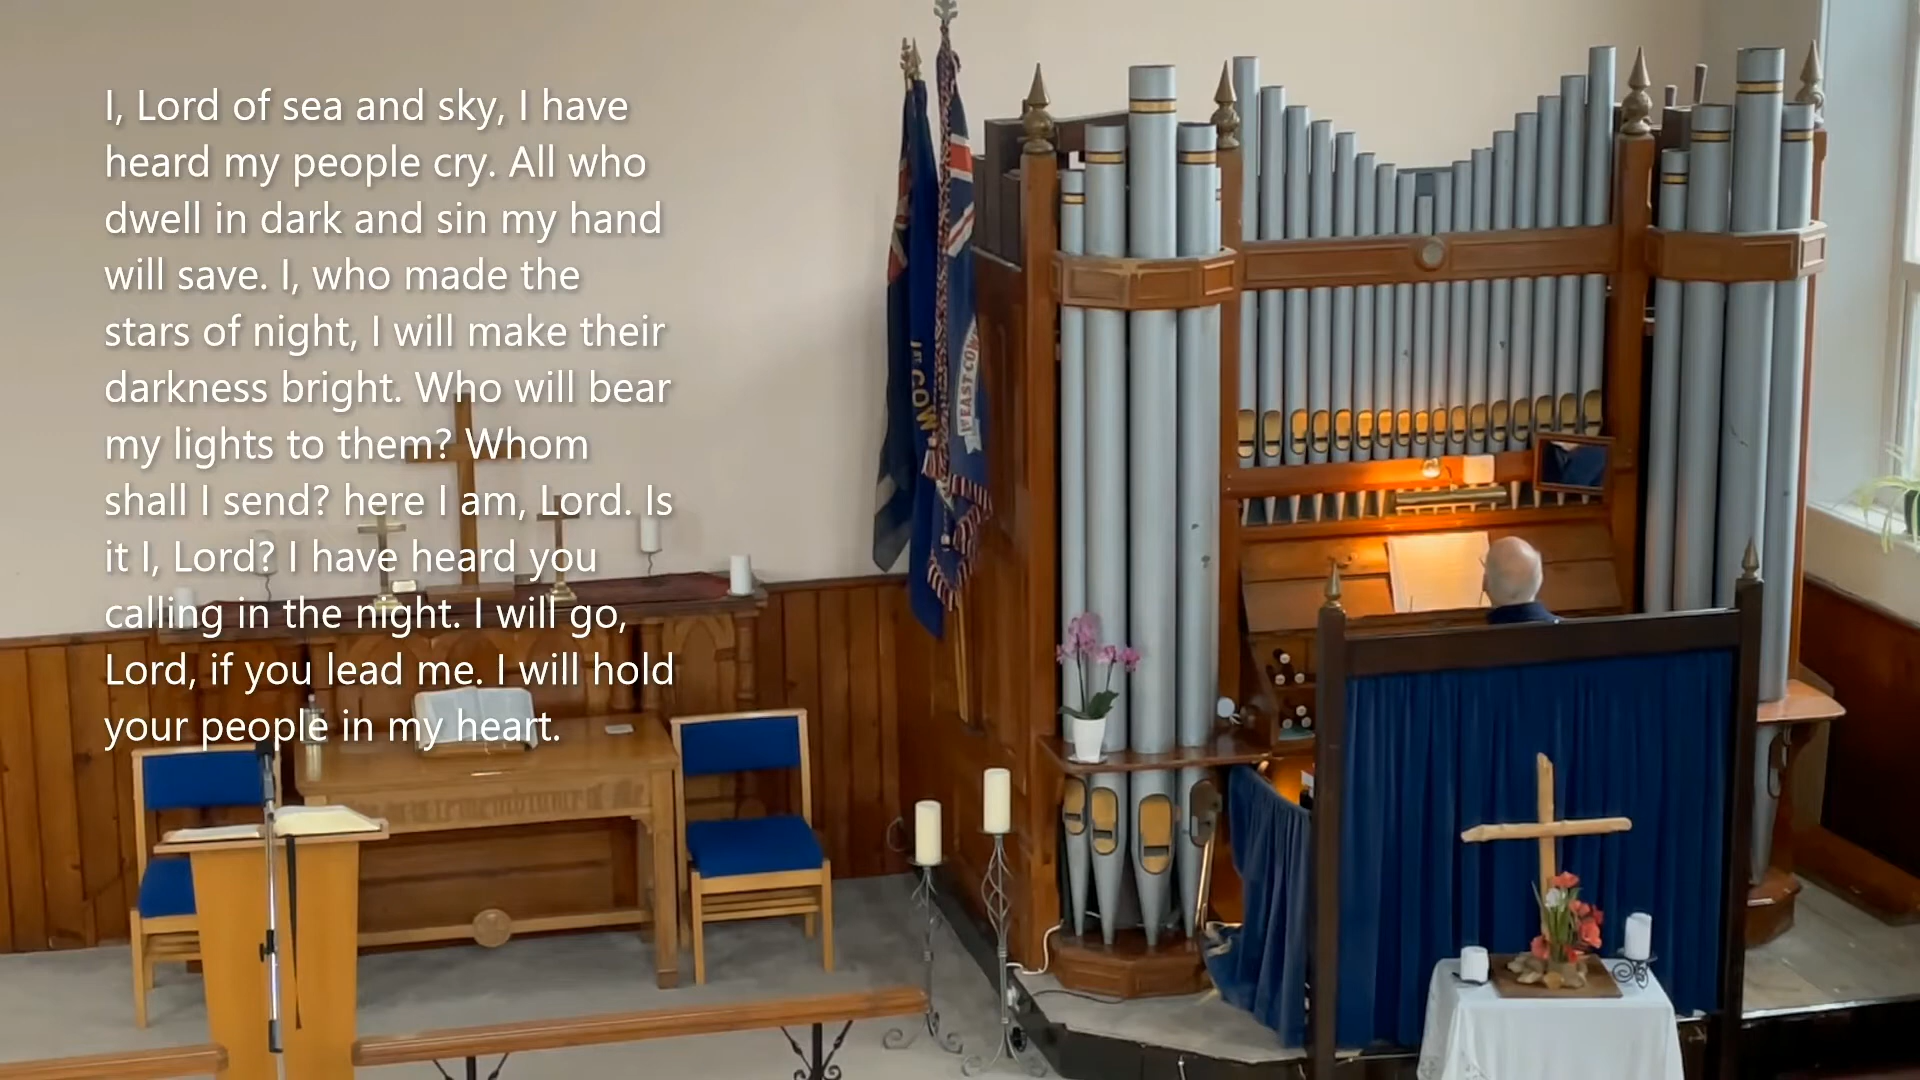 I, Lord of sea and sky, I have
heard my people cry. All who
dwell in dark and sin my hand
will save. I, who made the
stars of night, I will make their
darkness bright. Who will bear
my lights to them? Whom
shall I send? here I am, Lord. Is
it I, Lord? I have heard you
calling in the night. I will go,
Lord, if you lead me. I will hold
your people in my heart.
EAST COW
COW